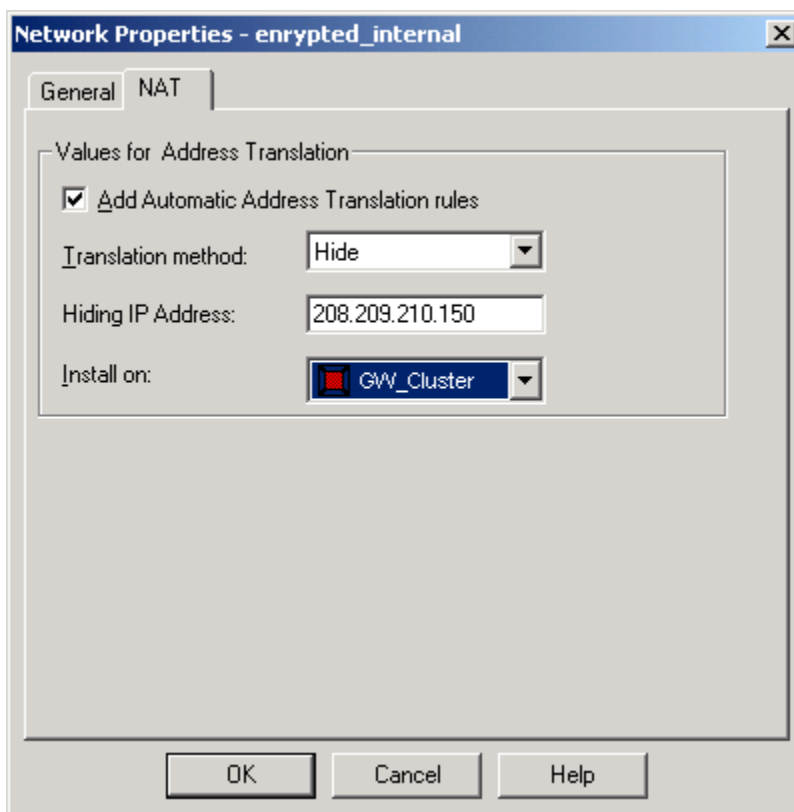 Network Properties - enrypted_internal
General NAT
Values for Address Translation
Add Automatic Address Translation rules
Translation method: Hide
Hiding IP Address: 208.209.210.150
Install on: GW_Cluster
OK Cancel Help